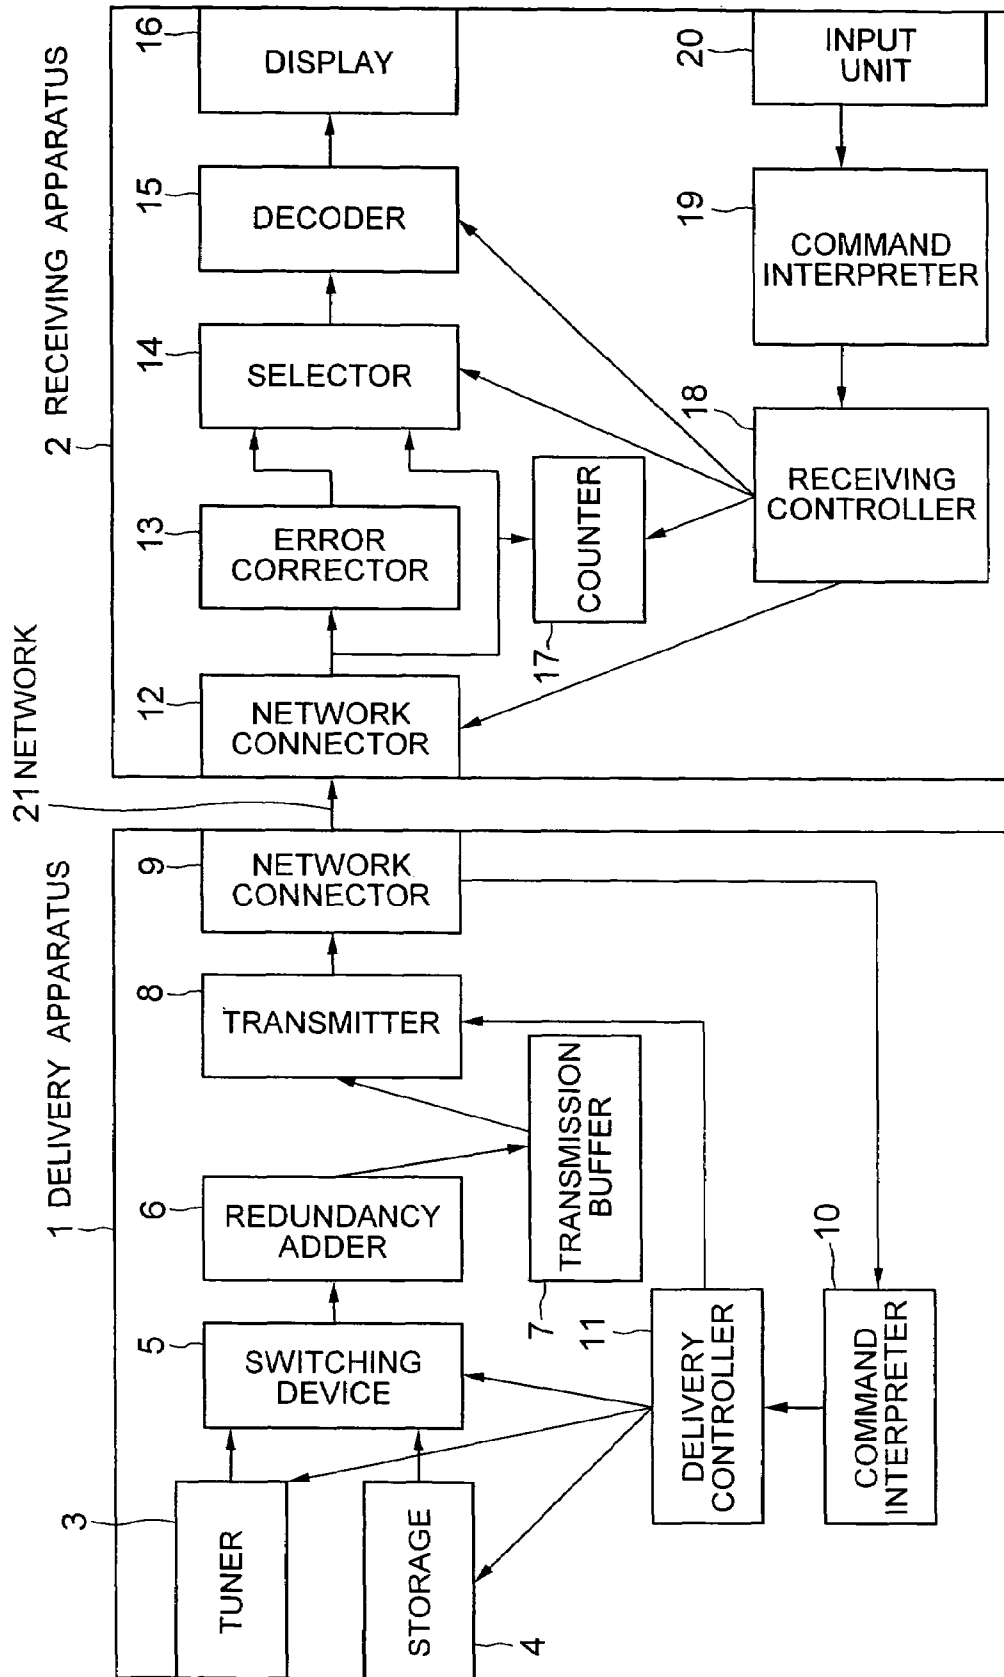 1 DELIVERY APPARATUS
3
TUNER
4
STORAGE
5
SWITCHING
DEVICE
6
REDUNDANCY
ADDER
7
TRANSMISSION
BUFFER
8
TRANSMITTER
9
NETWORK
CONNECTOR
10
COMMAND
INTERPRETER
11
DELIVERY
CONTROLLER
21 NETWORK
2 RECEIVING APPARATUS
12
NETWORK
CONNECTOR
13
ERROR
CORRECTOR
14
SELECTOR
15
DECODER
16
DISPLAY
17
COUNTER
18
RECEIVING
CONTROLLER
19
COMMAND
INTERPRETER
20
INPUT
UNIT